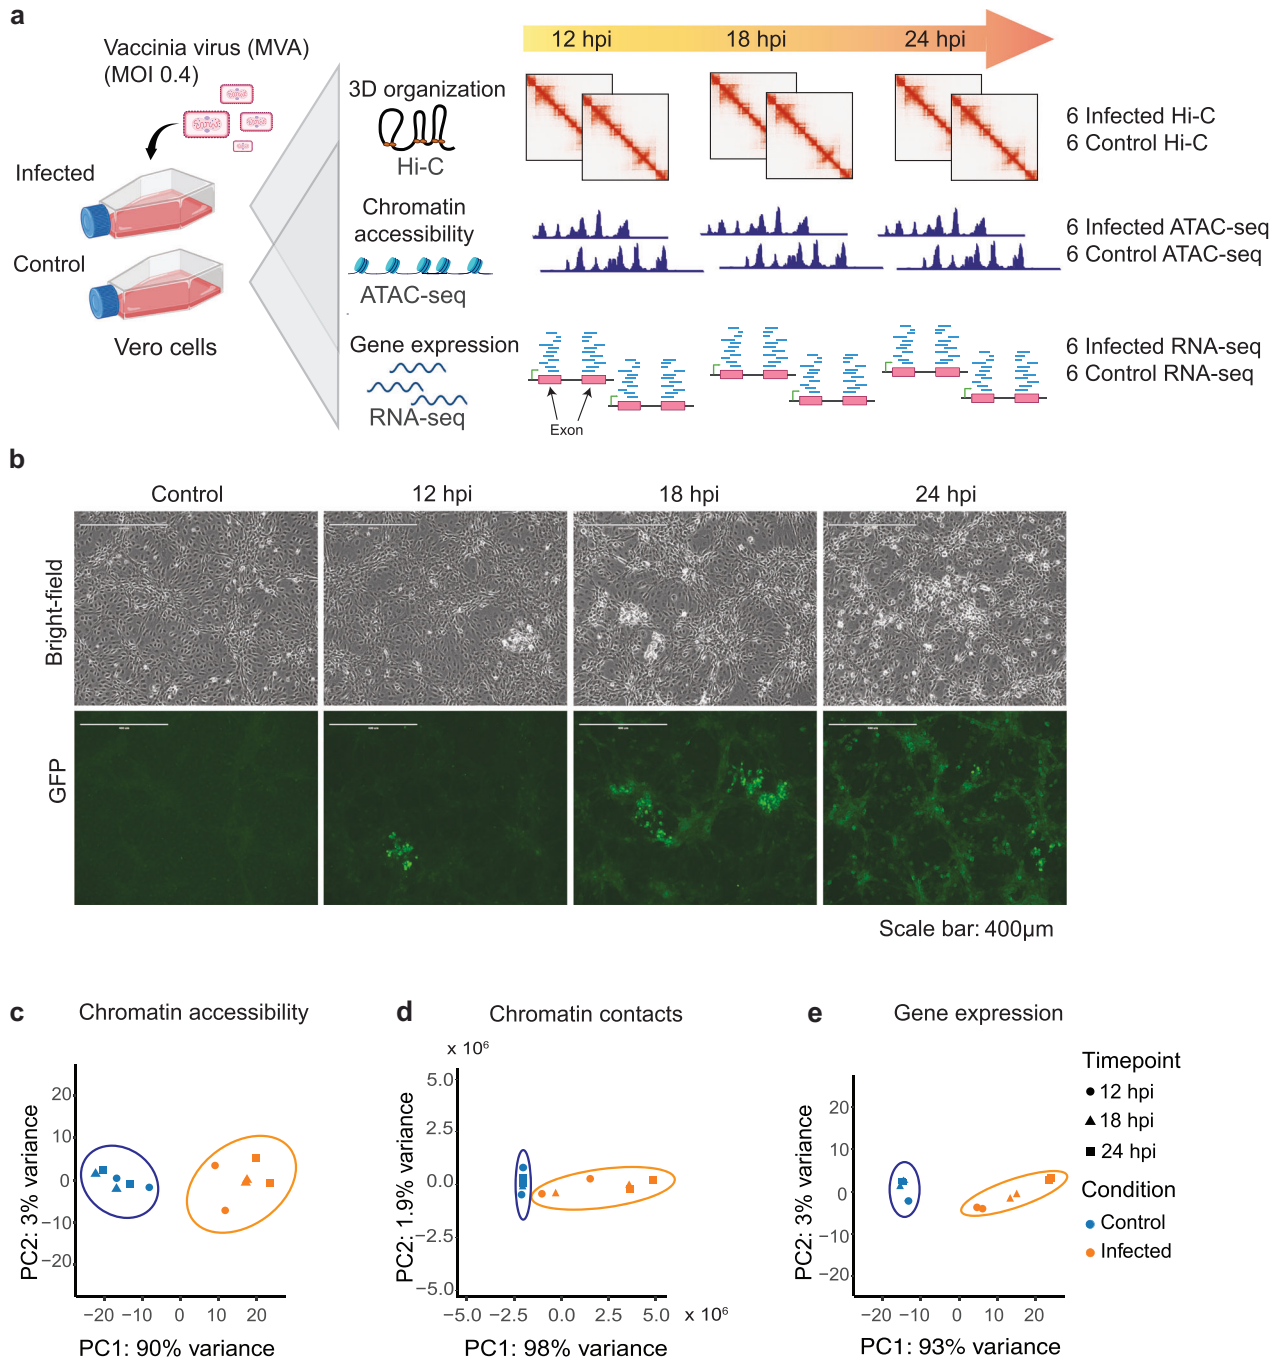 a
Vaccinia virus (MVA)
(MOI 0.4)
Infected
Control
Vero cells
3D organization
Hi-C
Chromatin
accessibility
ATAC-seq
Gene expression
RNA-seq
12 hpi
18 hpi
24 hpi
Exon
6 Infected Hi-C
6 Control Hi-C
6 Infected ATAC-seq
6 Control ATAC-seq
6 Infected RNA-seq
6 Control RNA-seq
b
Control
12 hpi
18 hpi
24 hpi
Bright-field
GFP
Scale bar: 400µm
c
Chromatin accessibility
PC2: 3% variance
20
10
0
−10
−20
−20
−10
0
10
20
PC1: 90% variance
d
Chromatin contacts
x 10⁶
PC2: 1.9% variance
5.0
2.5
0.0
−2.5
−5.0
−5.0
−2.5
0.0
2.5
5.0
x 10⁶
PC1: 98% variance
e
Gene expression
PC2: 3% variance
20
10
0
−10
−20
−20
−10
0
10
20
PC1: 93% variance
Timepoint
12 hpi
18 hpi
24 hpi
Condition
Control
Infected